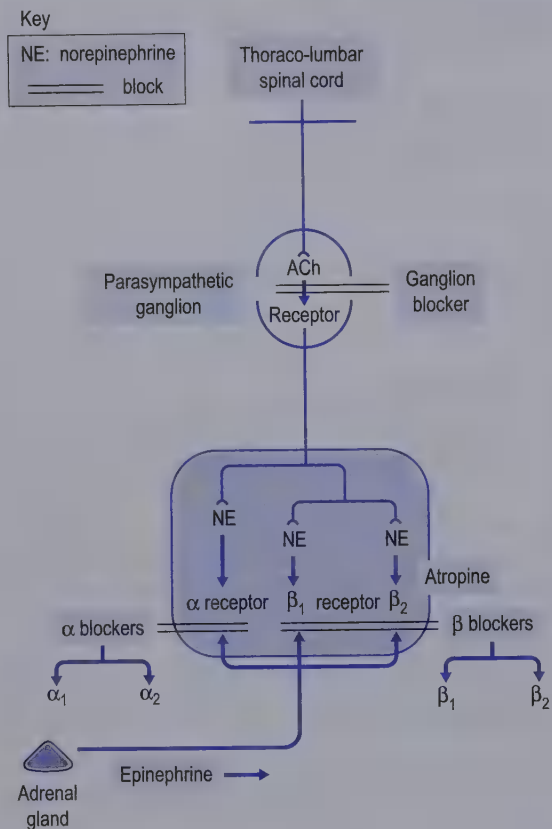 Key
NE: norepinephrine
block
Thoraco-lumbar
spinal cord
ACh
Parasympathetic
ganglion
Receptor
Ganglion
blocker
NE
NE
NE
Atropine
α receptor
β₁ receptor β₂
α blockers
β blockers
α₁
α₂
β₁
β₂
Epinephrine
Adrenal
gland